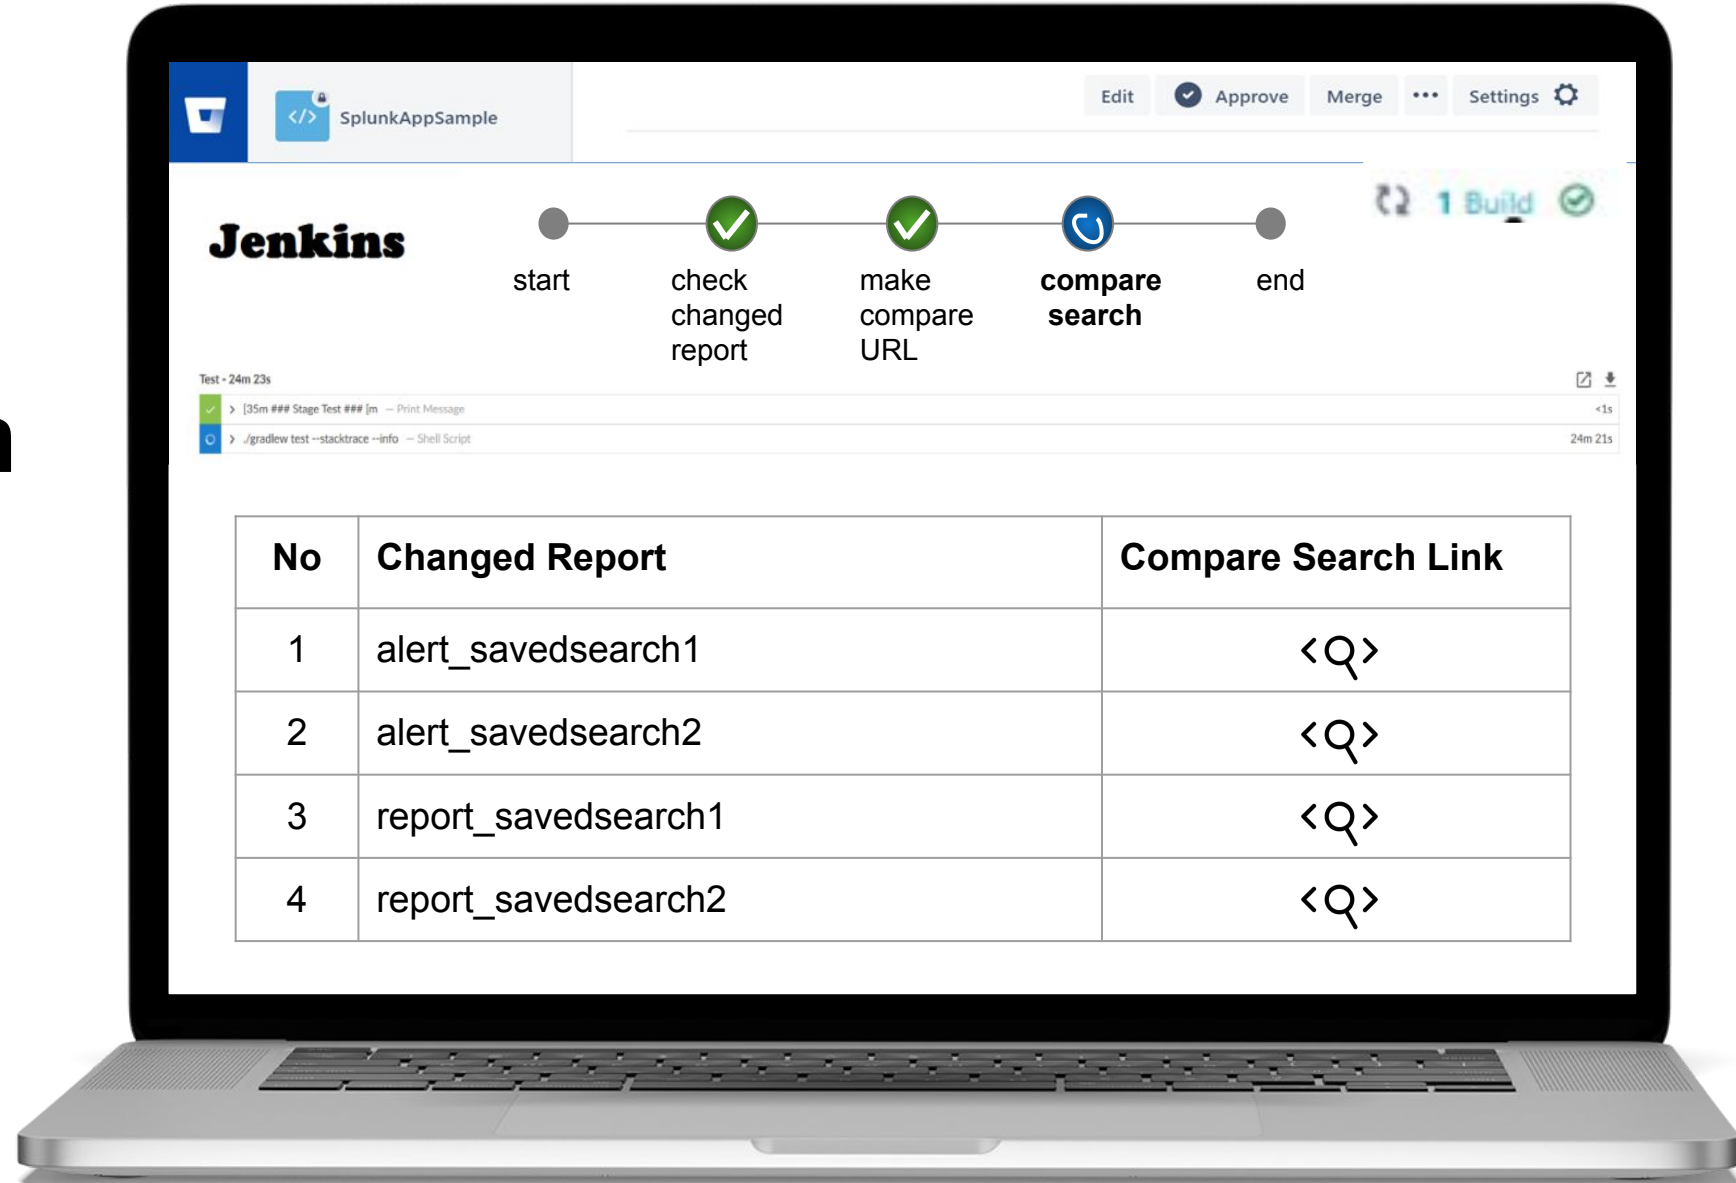 SplunkAppSample
Edit Approve Merge ••• Settings
1 Build
Jenkins
start
check
changed
report
make
compare
URL
compare
search
end
Test - 24m 23s
[35m ### Stage Test ### [m — Print Message
<1s
./gradlew test --stacktrace --info — Shell Script
24m 21s
No Changed Report Compare Search Link
1 alert_savedsearch1
2 alert_savedsearch2
3 report_savedsearch1
4 report_savedsearch2